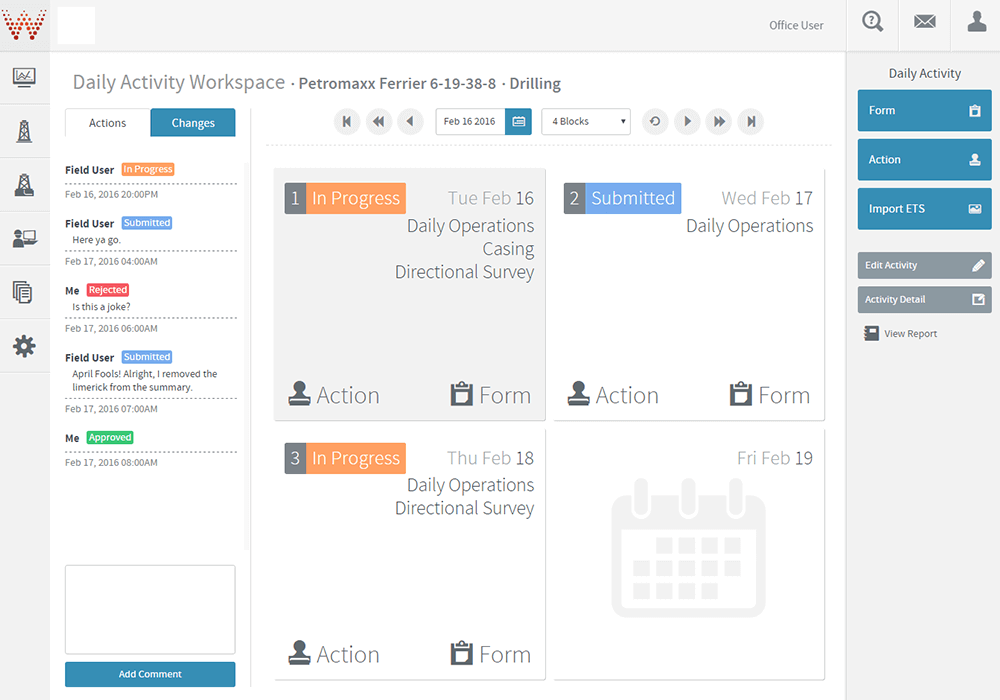 Office User
Daily Activity Workspace · Petromaxx Ferrier 6-19-38-8 · Drilling
Actions
Changes
Field User In Progress
Feb 16, 2016 20:00PM
Field User Submitted
Here ya go.
Feb 17, 2016 04:00AM
Me Rejected
Is this a joke?
Feb 17, 2016 06:00AM
Field User Submitted
April Fools! Alright, I removed the
limerick from the summary.
Feb 17, 2016 07:00AM
Me Approved
Feb 17, 2016 08:00AM
Add Comment
Feb 16 2016
4 Blocks
1 In Progress
Tue Feb 16
Daily Operations
Casing
Directional Survey
Action
Form
2 Submitted
Wed Feb 17
Daily Operations
Action
Form
3 In Progress
Thu Feb 18
Daily Operations
Directional Survey
Action
Form
Fri Feb 19
Daily Activity
Form
Action
Import ETS
Edit Activity
Activity Detail
View Report